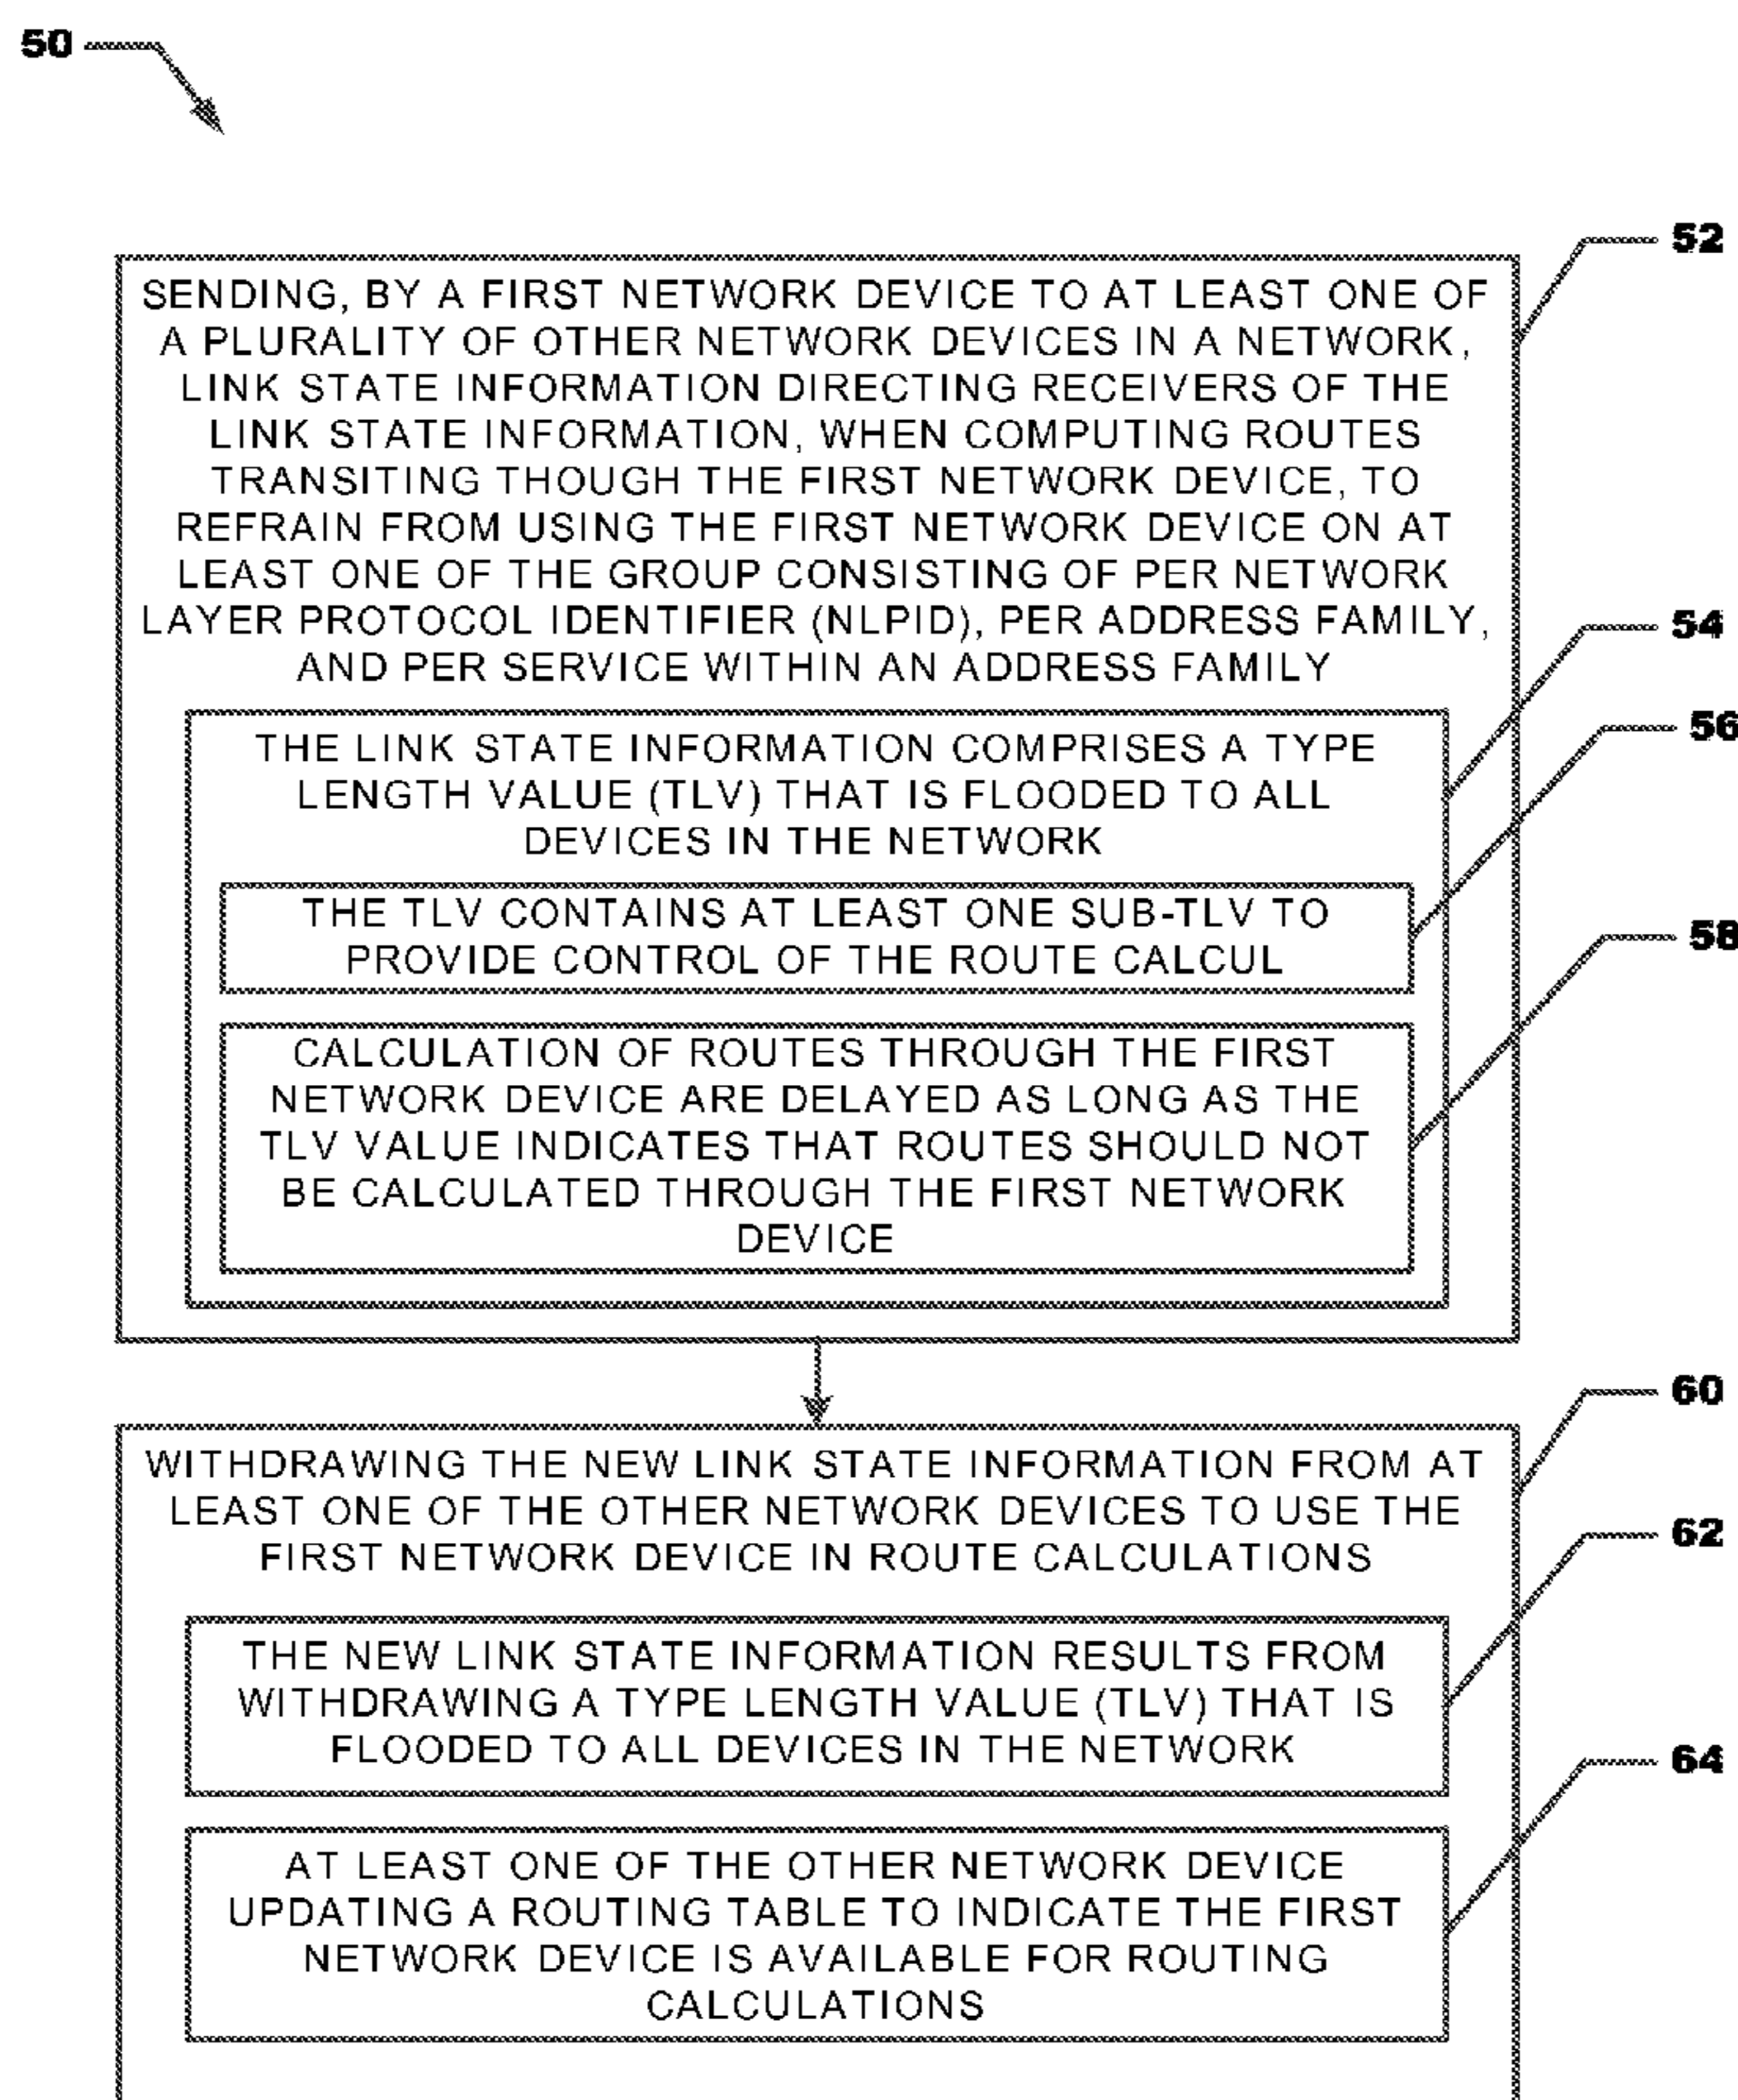 50
52
SENDING, BY A FIRST NETWORK DEVICE TO AT LEAST ONE OF
A PLURALITY OF OTHER NETWORK DEVICES IN A NETWORK,
LINK STATE INFORMATION DIRECTING RECEIVERS OF THE
LINK STATE INFORMATION, WHEN COMPUTING ROUTES
TRANSITING THOUGH THE FIRST NETWORK DEVICE, TO
REFRAIN FROM USING THE FIRST NETWORK DEVICE ON AT
LEAST ONE OF THE GROUP CONSISTING OF PER NETWORK
LAYER PROTOCOL IDENTIFIER (NLPID), PER ADDRESS FAMILY,
AND PER SERVICE WITHIN AN ADDRESS FAMILY
54
THE LINK STATE INFORMATION COMPRISES A TYPE
LENGTH VALUE (TLV) THAT IS FLOODED TO ALL
DEVICES IN THE NETWORK
56
THE TLV CONTAINS AT LEAST ONE SUB-TLV TO
PROVIDE CONTROL OF THE ROUTE CALCUL
58
CALCULATION OF ROUTES THROUGH THE FIRST
NETWORK DEVICE ARE DELAYED AS LONG AS THE
TLV VALUE INDICATES THAT ROUTES SHOULD NOT
BE CALCULATED THROUGH THE FIRST NETWORK
DEVICE
60
WITHDRAWING THE NEW LINK STATE INFORMATION FROM AT
LEAST ONE OF THE OTHER NETWORK DEVICES TO USE THE
FIRST NETWORK DEVICE IN ROUTE CALCULATIONS
62
THE NEW LINK STATE INFORMATION RESULTS FROM
WITHDRAWING A TYPE LENGTH VALUE (TLV) THAT IS
FLOODED TO ALL DEVICES IN THE NETWORK
64
AT LEAST ONE OF THE OTHER NETWORK DEVICE
UPDATING A ROUTING TABLE TO INDICATE THE FIRST
NETWORK DEVICE IS AVAILABLE FOR ROUTING
CALCULATIONS